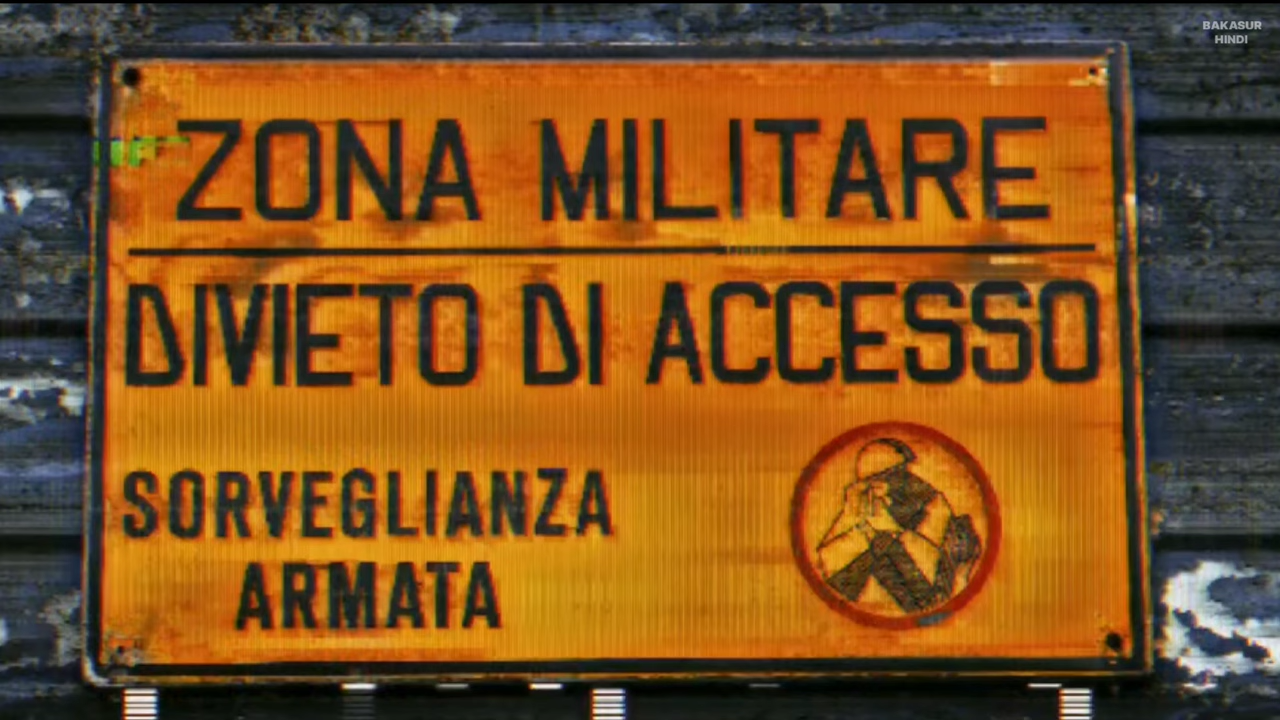 BAKASUR
HINDI
ZONA MILITARE
DIVIETO DI ACCESSO
SORVEGLIANZA
ARMATA